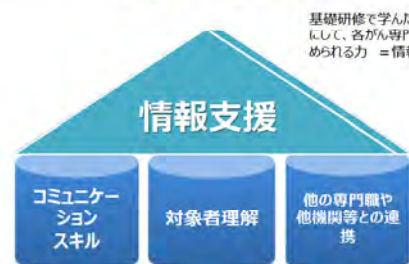 基礎研修で学んだ
にして、各がん専門
められる力 =情報
情報支援
コミュニケー
ション
スキル
対象者理解
他の専門職や
他機関等との連
携